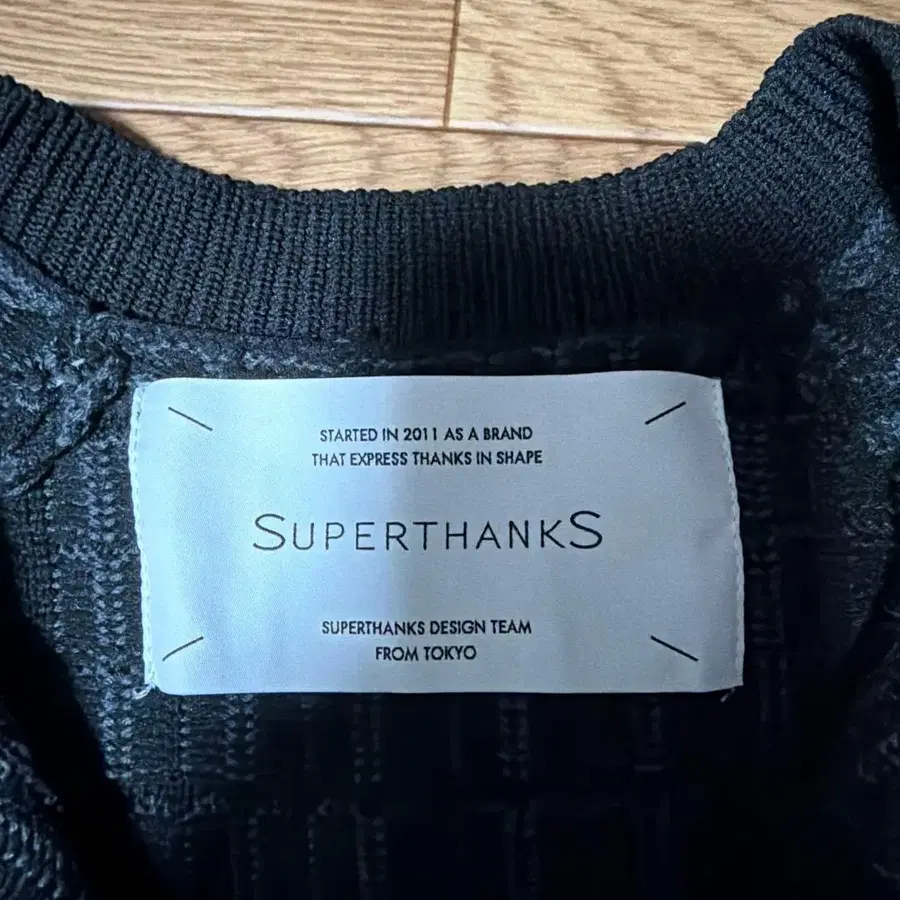 STARTED IN 2011 AS A BRAND
THAT EXPRESS THANKS IN SHAPE
SUPERTHANKS
SUPERTHANKS DESIGN TEAM
FROM TOKYO